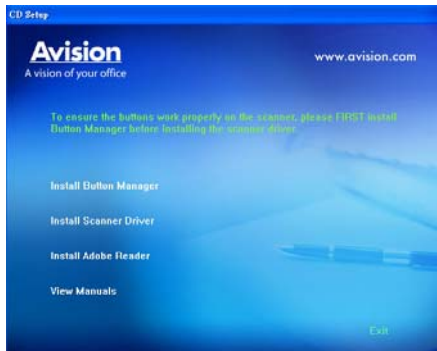 CD Setup
Avision
A vision of your office
www.avision.com
To ensure the buttons work properly on the scanner, please FIRST install
Button Manager before installing the scanner driver.
Install Button Manager
Install Scanner Driver
Install Adobe Reader
View Manuals
Exit